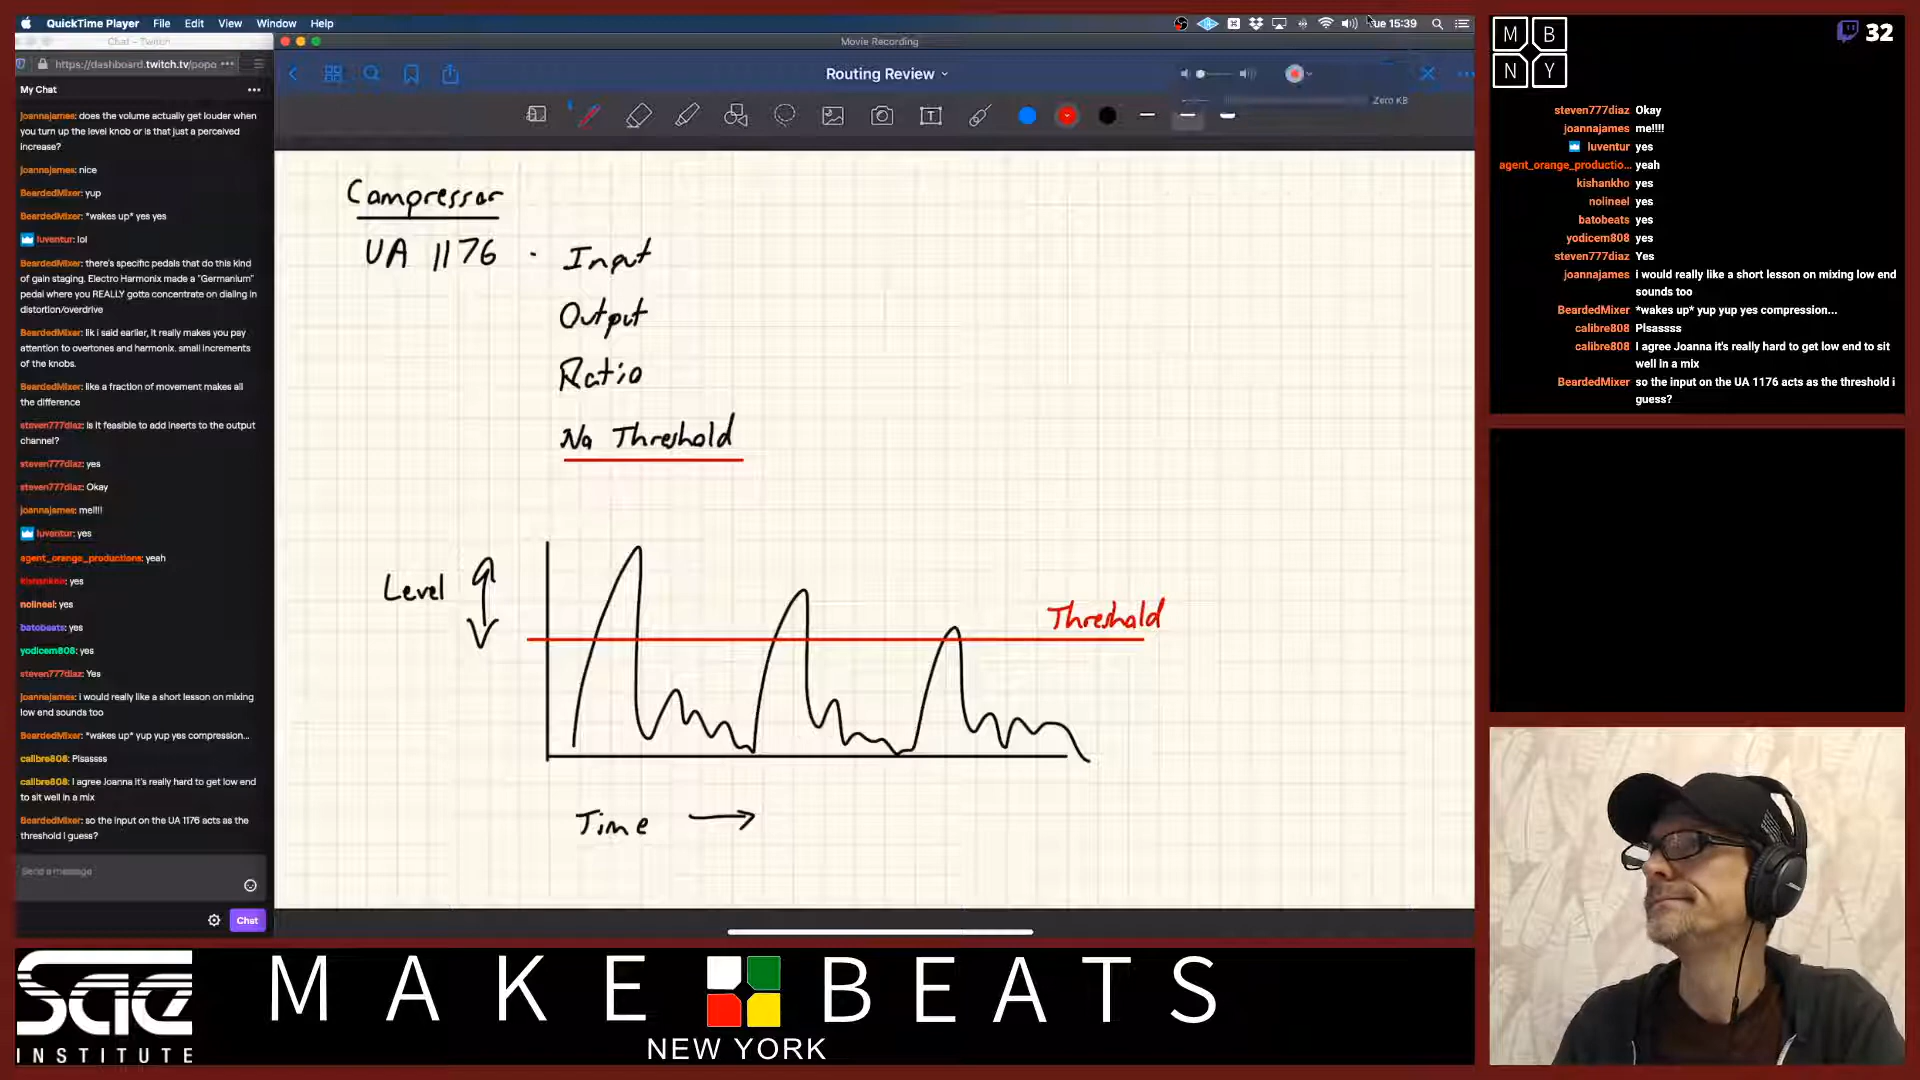 QuickTime Player File Edit View Window Help
Tue 15:39
Chat – Twitch
Movie Recording
https://dashboard.twitch.tv/popo
Routing Review
Zero KB
My Chat
joannajames: does the volume actually get louder when
you turn up the level knob or is that just a perceived
increase?
joannajames: nice
BeardedMixer: yup
BeardedMixer: *wakes up* yes yes
luventur: lol
BeardedMixer: there's specific pedals that do this kind
of gain staging. Electro Harmonix made a "Germanium"
pedal where you REALLY gotta concentrate on dialing in
distortion/overdrive
BeardedMixer: lik i said earlier, it really makes you pay
attention to overtones and harmonix. small increments
of the knobs.
BeardedMixer: like a fraction of movement makes all
the difference
steven777diaz: is it feasible to add inserts to the output
channel?
steven777diaz: yes
steven777diaz: Okay
joannajames: me!!!!
luventur: yes
agent_orange_productions: yeah
kishankho: yes
nolineel: yes
batobeats: yes
yodicem808: yes
steven777diaz: Yes
joannajames: i would really like a short lesson on mixing
low end sounds too
BeardedMixer: *wakes up* yup yup yes compression...
calibre808: Plsassss
calibre808: I agree Joanna it's really hard to get low end
to sit well in a mix
BeardedMixer: so the input on the UA 1176 acts as the
threshold i guess?
Send a message
Chat
Compressor
UA 1176 · Input
Output
Ratio
No Threshold
Level
Threshold
Time
M B
N Y
32
steven777diaz Okay
joannajames me!!!!
luventur yes
agent_orange_productio... yeah
kishankho yes
nolineel yes
batobeats yes
yodicem808 yes
steven777diaz Yes
joannajames i would really like a short lesson on mixing low end
sounds too
BeardedMixer *wakes up* yup yup yes compression...
calibre808 Plsassss
calibre808 I agree Joanna it's really hard to get low end to sit
well in a mix
BeardedMixer so the input on the UA 1176 acts as the threshold i
guess?
sae
INSTITUTE
MAKE BEATS
NEW YORK